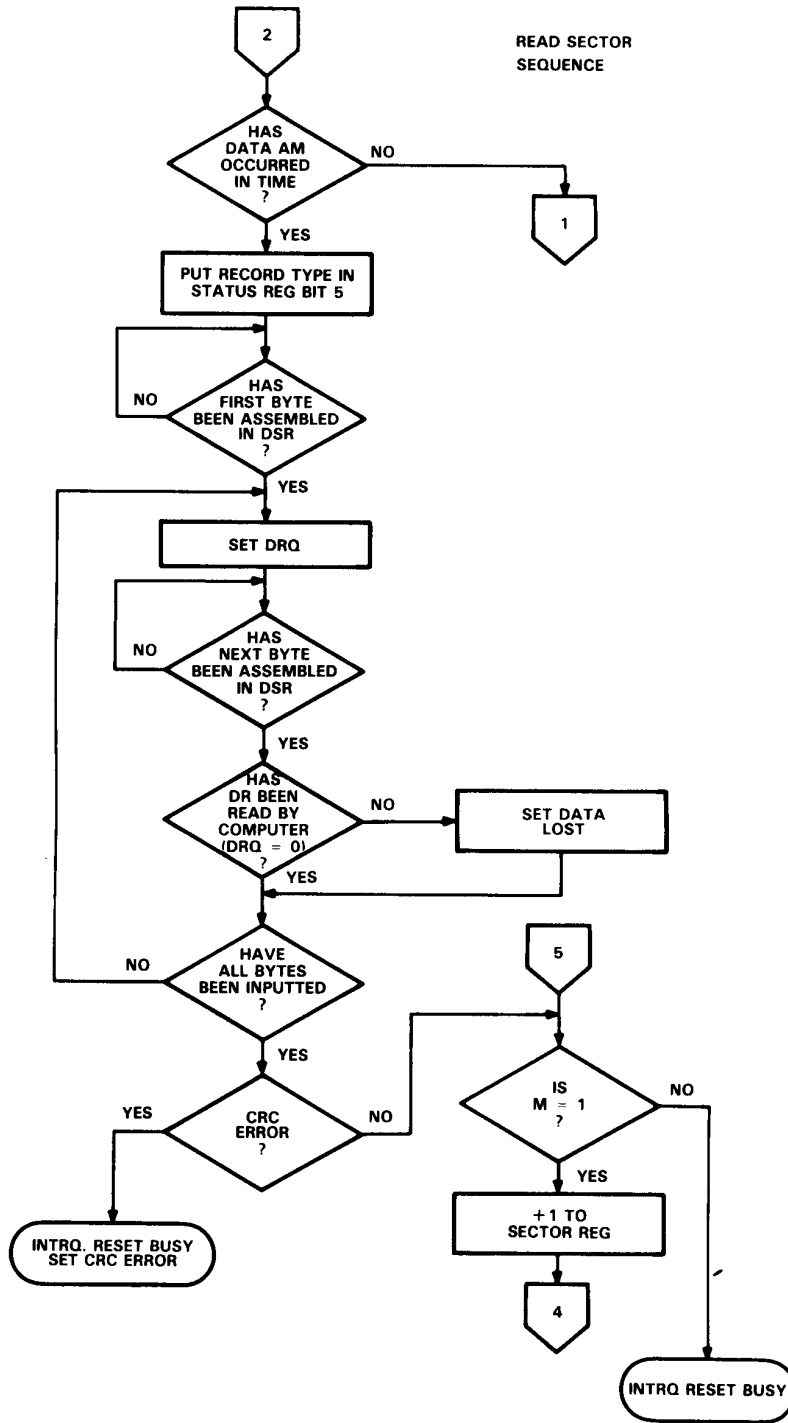 2
READ SECTOR
SEQUENCE
HAS
DATA AM
OCCURRED
IN TIME
?
NO
1
YES
PUT RECORD TYPE IN
STATUS REG BIT 5
NO
HAS
FIRST BYTE
BEEN ASSEMBLED
IN DSR
?
YES
SET DRQ
NO
HAS
NEXT BYTE
BEEN ASSEMBLED
IN DSR
?
YES
HAS
DR BEEN
READ BY
COMPUTER
(DRQ = 0)
?
NO
SET DATA
LOST
YES
NO
HAVE
ALL BYTES
BEEN INPUTTED
?
YES
5
YES
CRC
ERROR
?
NO
IS
M = 1
?
NO
YES
INTRQ. RESET BUSY
SET CRC ERROR
+1 TO
SECTOR REG
4
INTRQ RESET BUSY